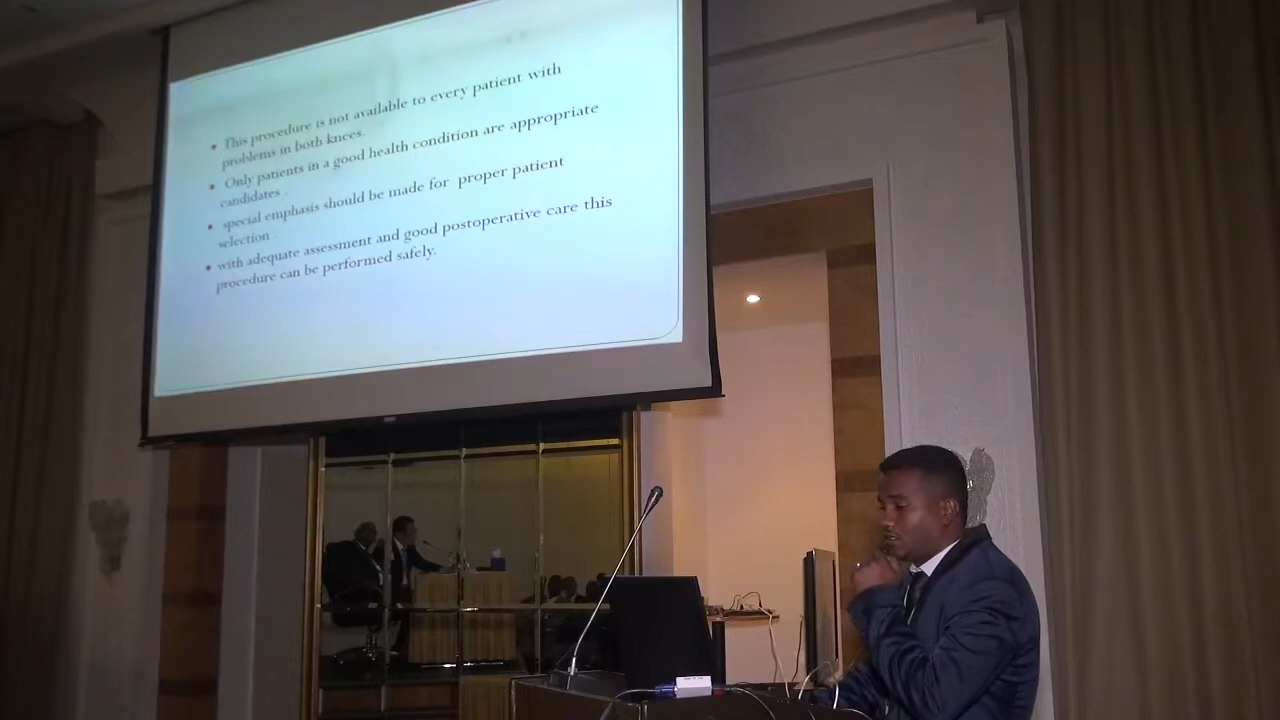 • This procedure is not available to every patient with
problems in both knees.
• Only patients in a good health condition are appropriate
candidates .
• special emphasis should be made for proper patient
selection .
• with adequate assessment and good postoperative care this
procedure can be performed safely.